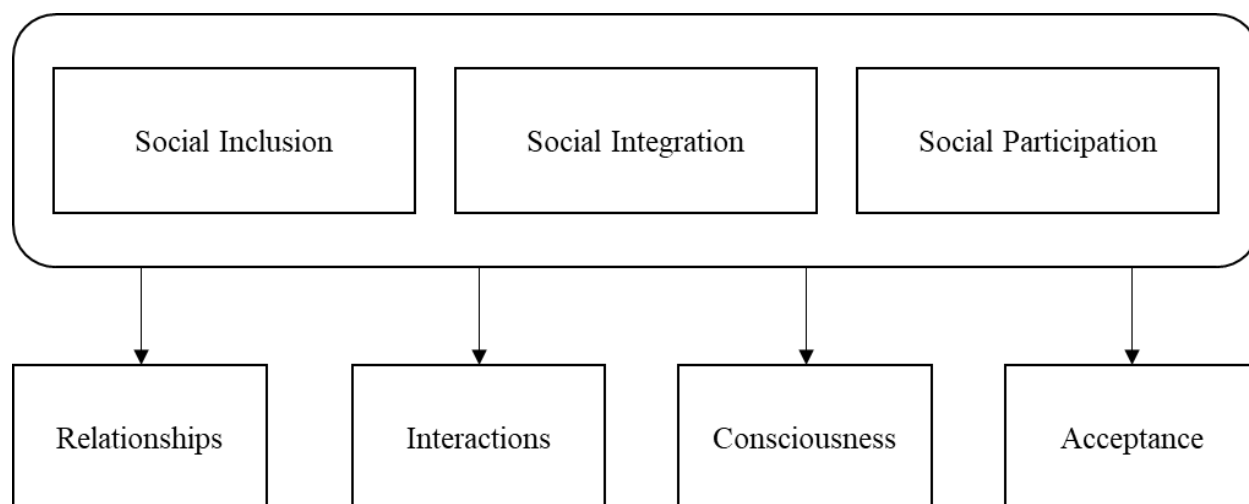 Social Inclusion
Social Integration
Social Participation
Relationships
Interactions
Consciousness
Acceptance